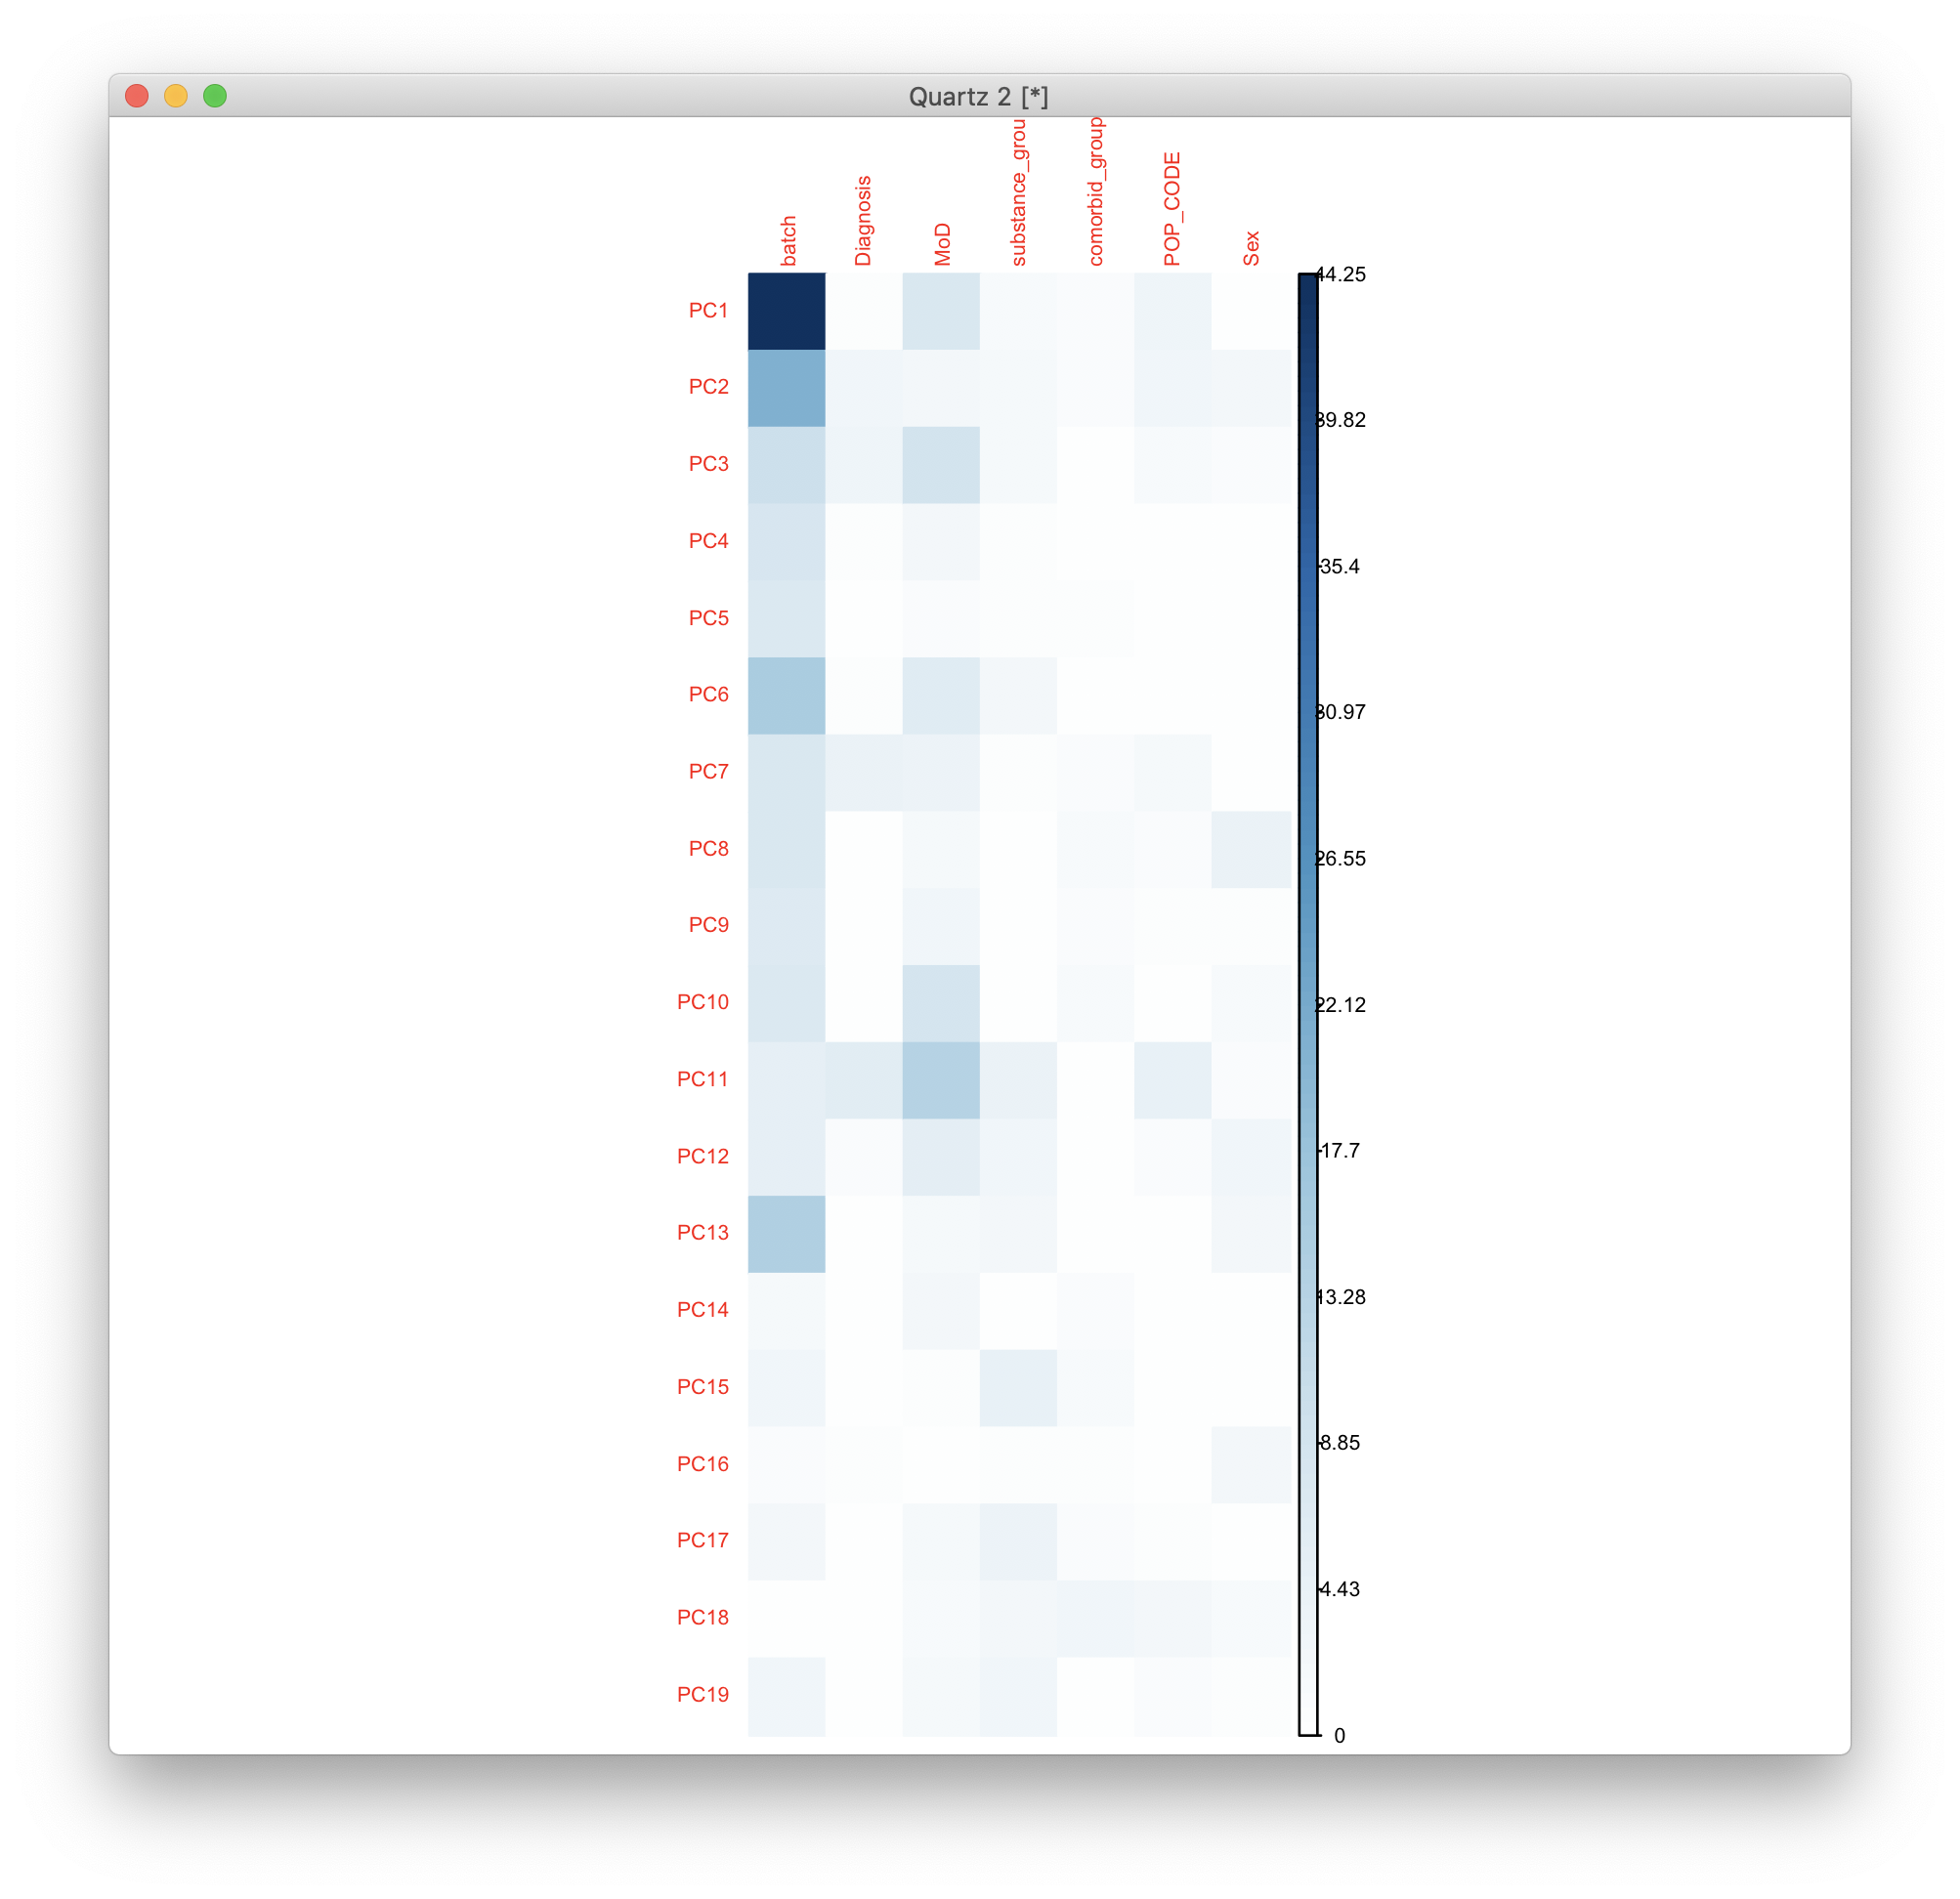 Quartz 2 [*]
batch
Diagnosis
MoD
substance_grou
comorbid_group
POP_CODE
Sex
PC1
PC2
PC3
PC4
PC5
PC6
PC7
PC8
PC9
PC10
PC11
PC12
PC13
PC14
PC15
PC16
PC17
PC18
PC19
44.25
39.82
35.4
30.97
26.55
22.12
17.7
13.28
8.85
4.43
0